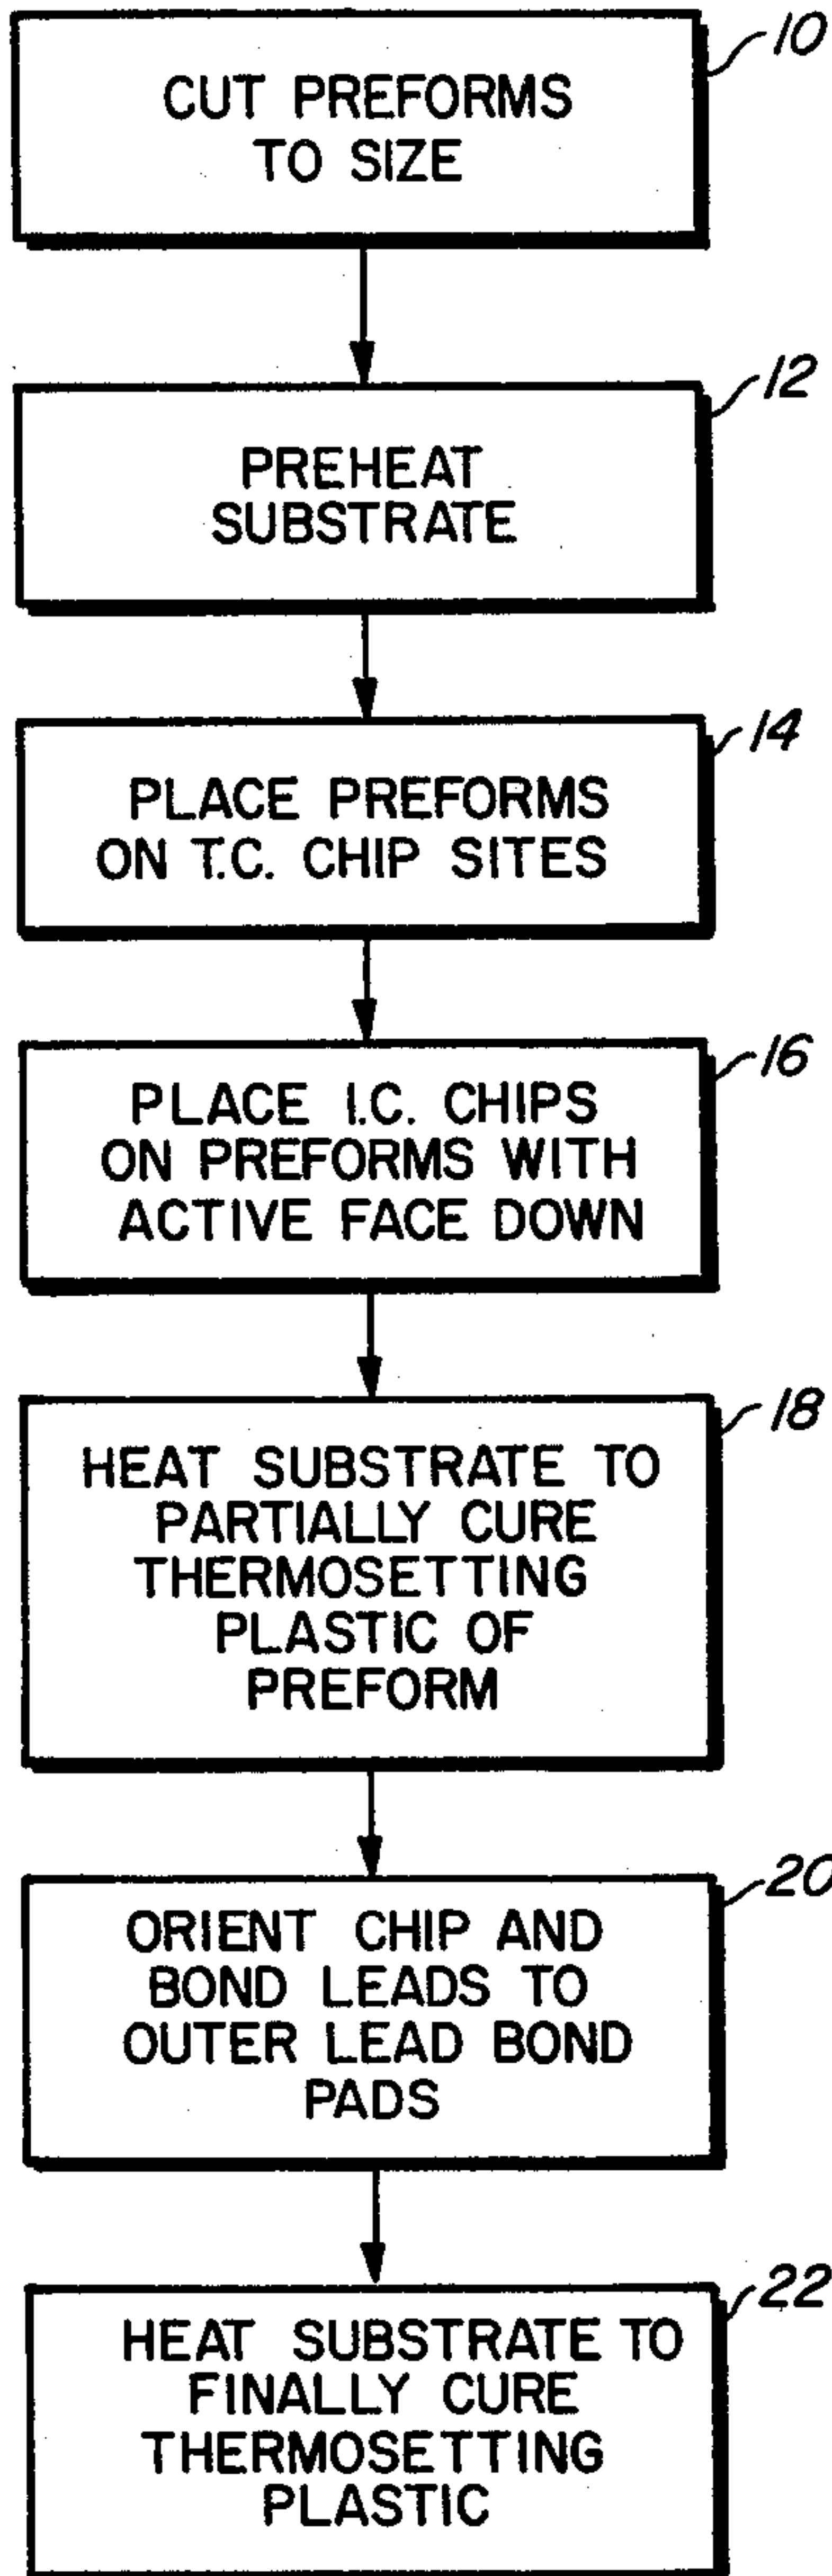 10
CUT PREFORMS
TO SIZE
12
PREHEAT
SUBSTRATE
14
PLACE PREFORMS
ON T.C. CHIP SITES
16
PLACE I.C. CHIPS
ON PREFORMS WITH
ACTIVE FACE DOWN
18
HEAT SUBSTRATE TO
PARTIALLY CURE
THERMOSETTING
PLASTIC OF
PREFORM
20
ORIENT CHIP AND
BOND LEADS TO
OUTER LEAD BOND
PADS
22
HEAT SUBSTRATE TO
FINALLY CURE
THERMOSETTING
PLASTIC